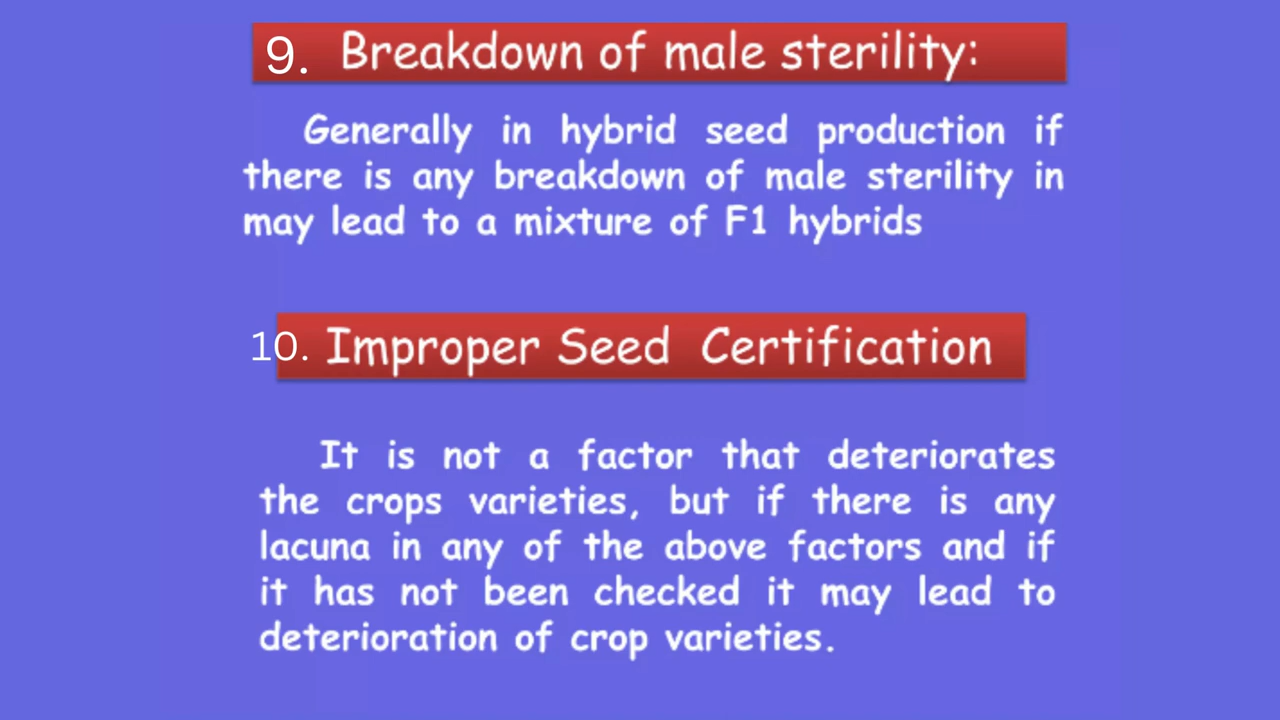 9. Breakdown of male sterility:
Generally in hybrid seed production if
there is any breakdown of male sterility in
may lead to a mixture of F1 hybrids
10. Improper Seed Certification
It is not a factor that deteriorates
the crops varieties, but if there is any
lacuna in any of the above factors and if
it has not been checked it may lead to
deterioration of crop varieties.